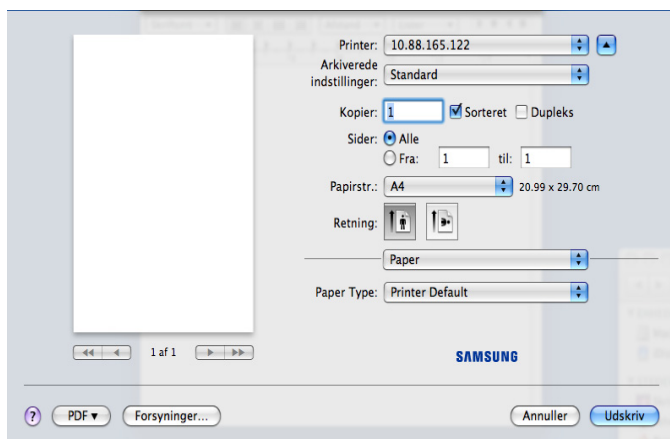 Printer: 10.88.165.122
Arkiverede indstillinger: Standard
Kopier: 1 Sorteret Dupleks
Sider: Alle
Fra: 1 til: 1
Papirstr.: A4 20.99 x 29.70 cm
Retning:
Paper
Paper Type: Printer Default
1 af 1
SAMSUNG
? PDF▼ Forsyninger... Annuller Udskriv